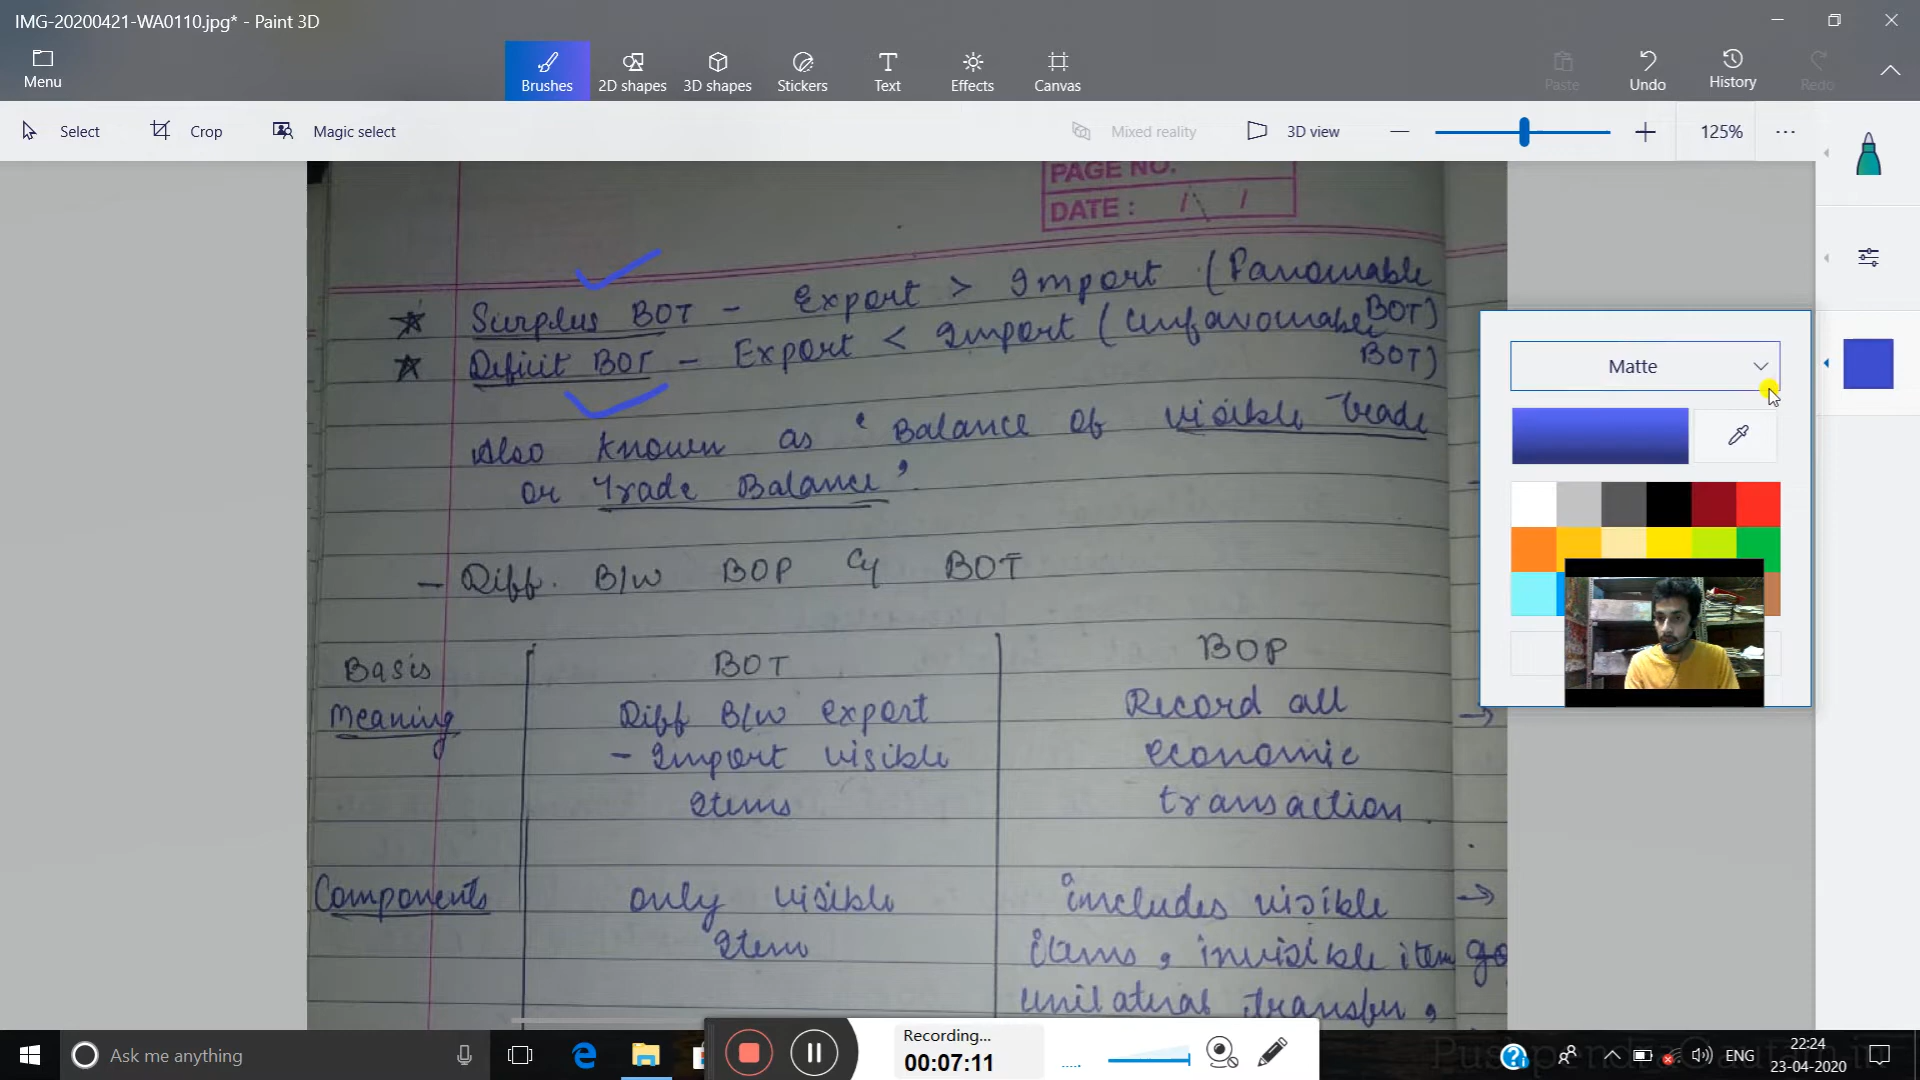 IMG-20200421-WA0110.jpg* - Paint 3D
Menu
Brushes 2D shapes 3D shapes Stickers Text Effects Canvas Paste Undo History Redo
Select Crop Magic select Mixed reality 3D view 125%
PAGE NO.
DATE : / /
Surplus BOT - Export > Import (Favourable
BOT)
Deficit BOT - Export < Import (Unfavourable
BOT)
Also known as ' Balance of visible Trade
or Trade Balance '
- Diff. B/w BOP Cy BOT
Basis BOT BOP
Meaning Diff B/w export Record all
- Import visible economic
Items transaction .
Components only visible includes visible
Item items , invisible item go
unilateral transfer ,
Matte
Ask me anything
Recording...
00:07:11
ENG
22:24
23-04-2020